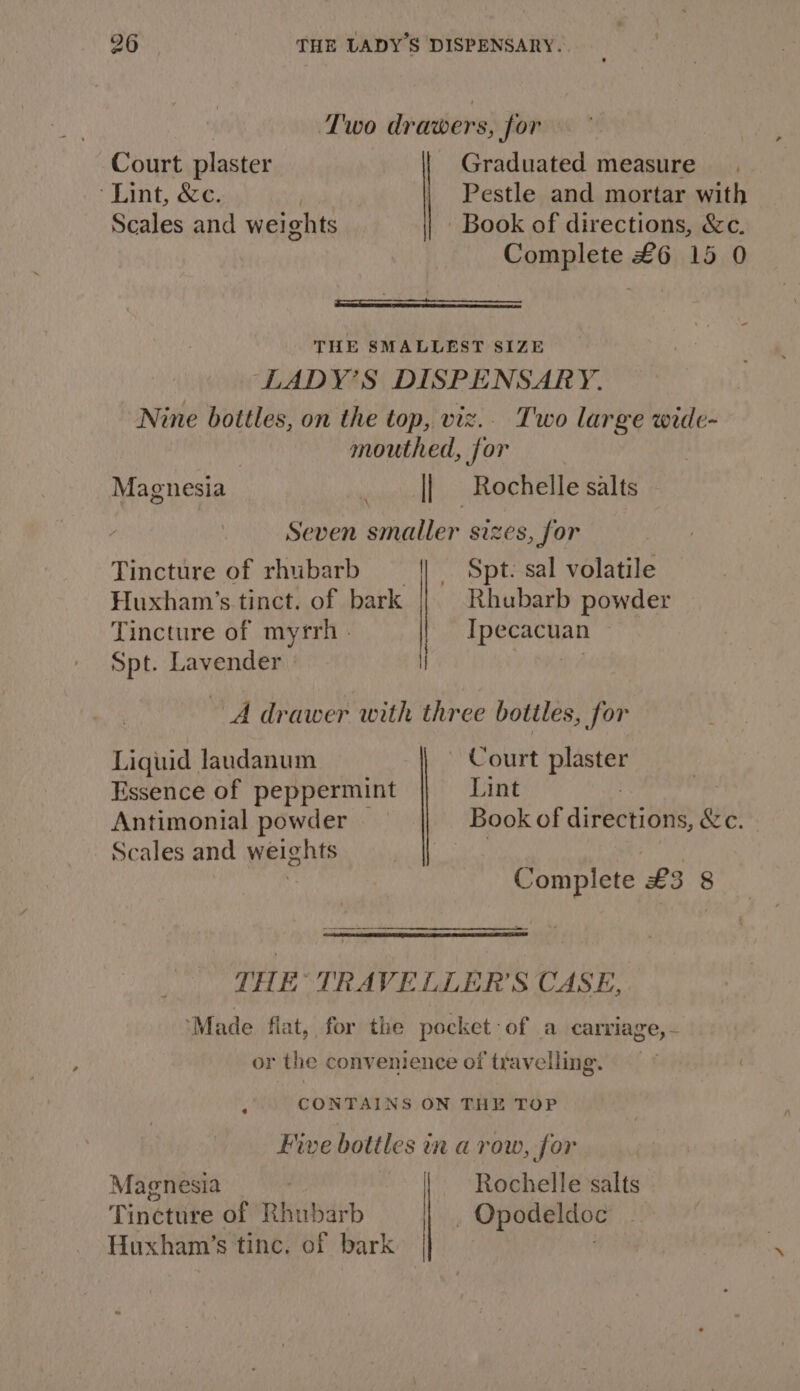 26 THE LADY'S DISPENSARY.
Two drawers, for
Court plaster || Graduated measure
Lint, &c. || Pestle and mortar with
Scales and weights || Book of directions, &c.
Complete £6 15 0
THE SMALLEST SIZE
LADY'S DISPENSARY.
Nine bottles, on the top, viz. Two large wide-
mouthed, for
Magnesia || Rochelle salts
Seven smaller sizes, for
Tincture of rhubarb || Spt. sal volatile
Huxham's tinct. of bark || Rhubarb powder
Tincture of myrrh || Ipecacuan
Spt. Lavender ||
A drawer with three bottles, for
Liquid laudanum || Court plaster
Essence of peppermint || Lint
Antimonial powder || Book of directions, &c.
Scales and weights ||
Complete £3 8
THE TRAVELLER'S CASE,
Made flat, for the pocket of a carriage,
or the convenience of travelling.
CONTAINS ON THE TOP
Five bottles in a row, for
Magnesia || Rochelle salts
Tincture of Rhubarb || Opodeldoc
Huxham's tinc. of bark ||